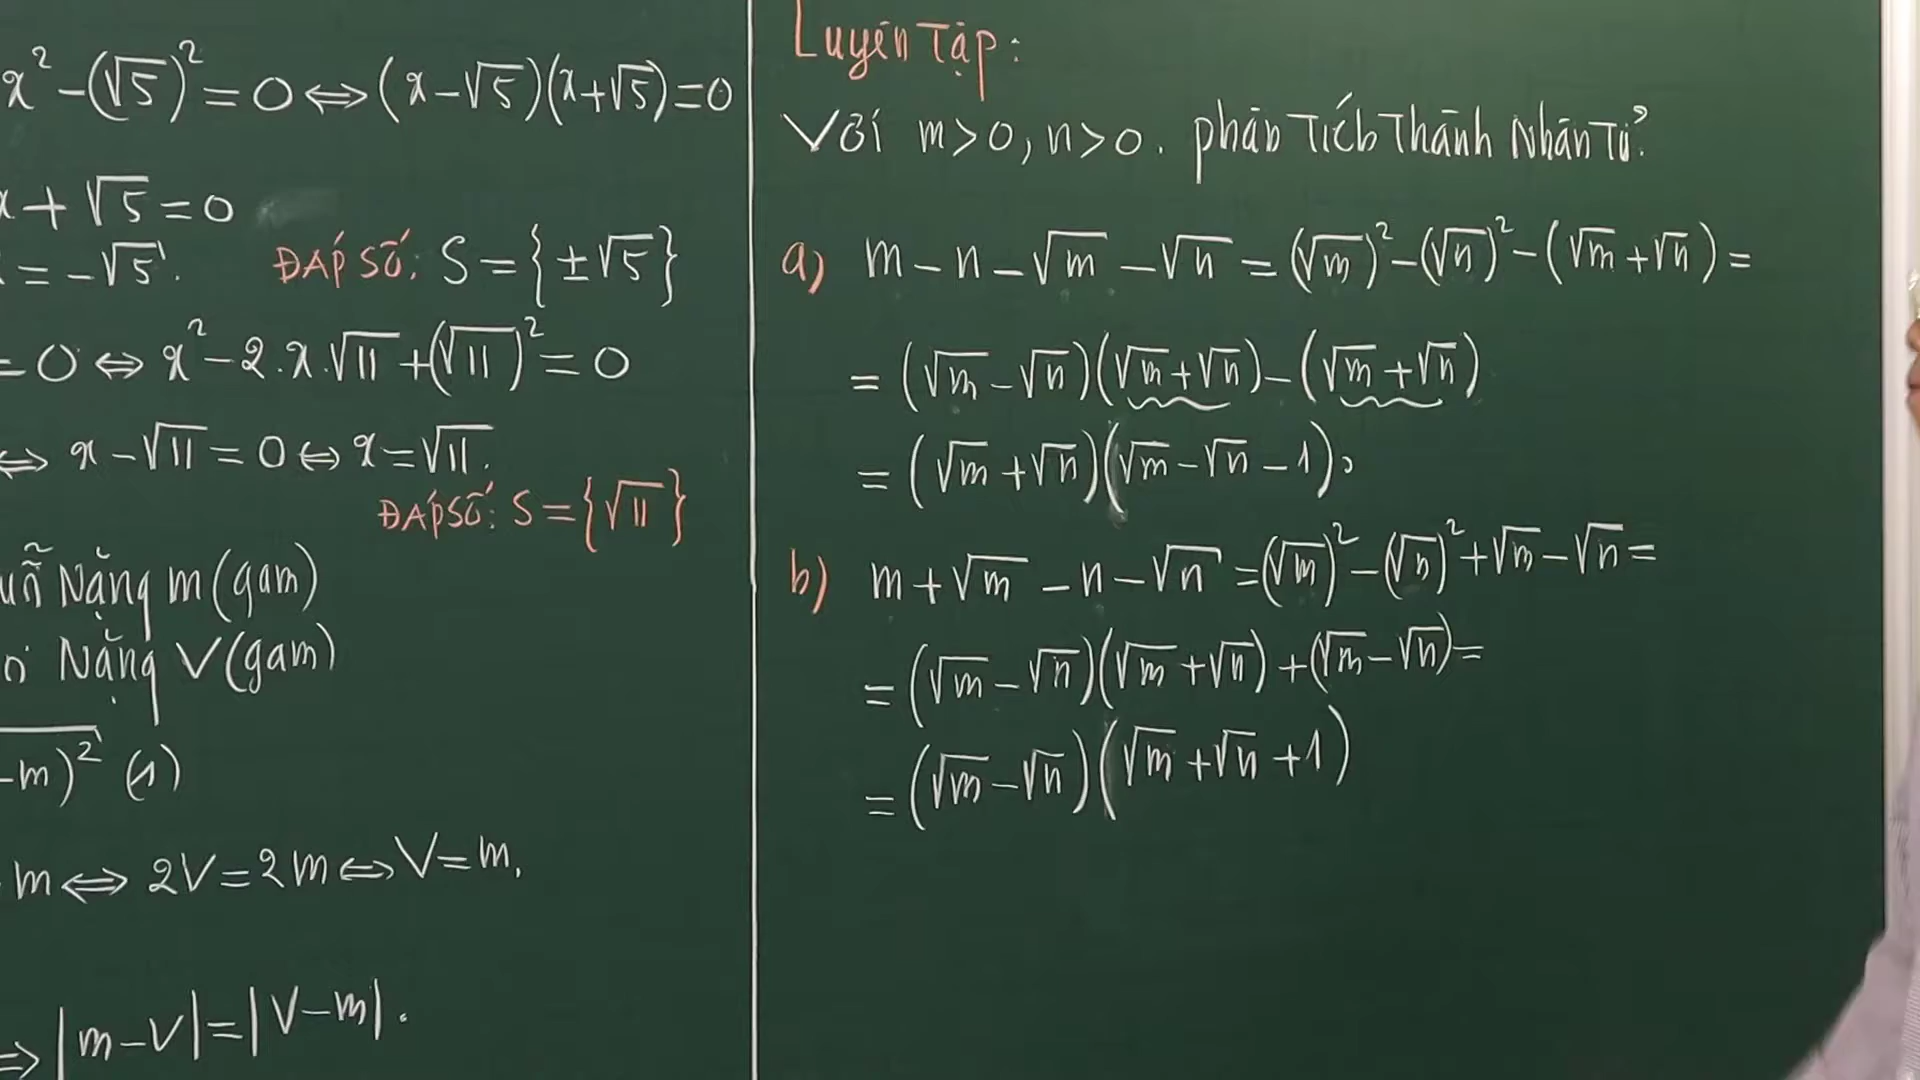 x² - (√5)² = 0 ⇔ (x - √5)(x + √5) = 0
x + √5 = 0
= -√5.
ĐÁP SỐ: S = {±√5}
= 0 ⇔ x² - 2.x.√11 + (√11)² = 0
⇔ x - √11 = 0 ⇔ x = √11.
ĐÁP SỐ: S = {√11}
Nặng m (gam)
Nặng V (gam)
-m)² (1)
m ⇔ 2V = 2m ⇔ V = m.
⇒ |m - V| = |V - m|.
Luyện Tập:
Với m > 0, n > 0. phân Tích Thành Nhân Tử?
a) m - n - √m - √n = (√m)² - (√n)² - (√m + √n) =
= (√m - √n)(√m + √n) - (√m + √n)
= (√m + √n)(√m - √n - 1).
b) m + √m - n - √n = (√m)² - (√n)² + √m - √n =
= (√m - √n)(√m + √n) + (√m - √n) =
= (√m - √n)(√m + √n + 1)